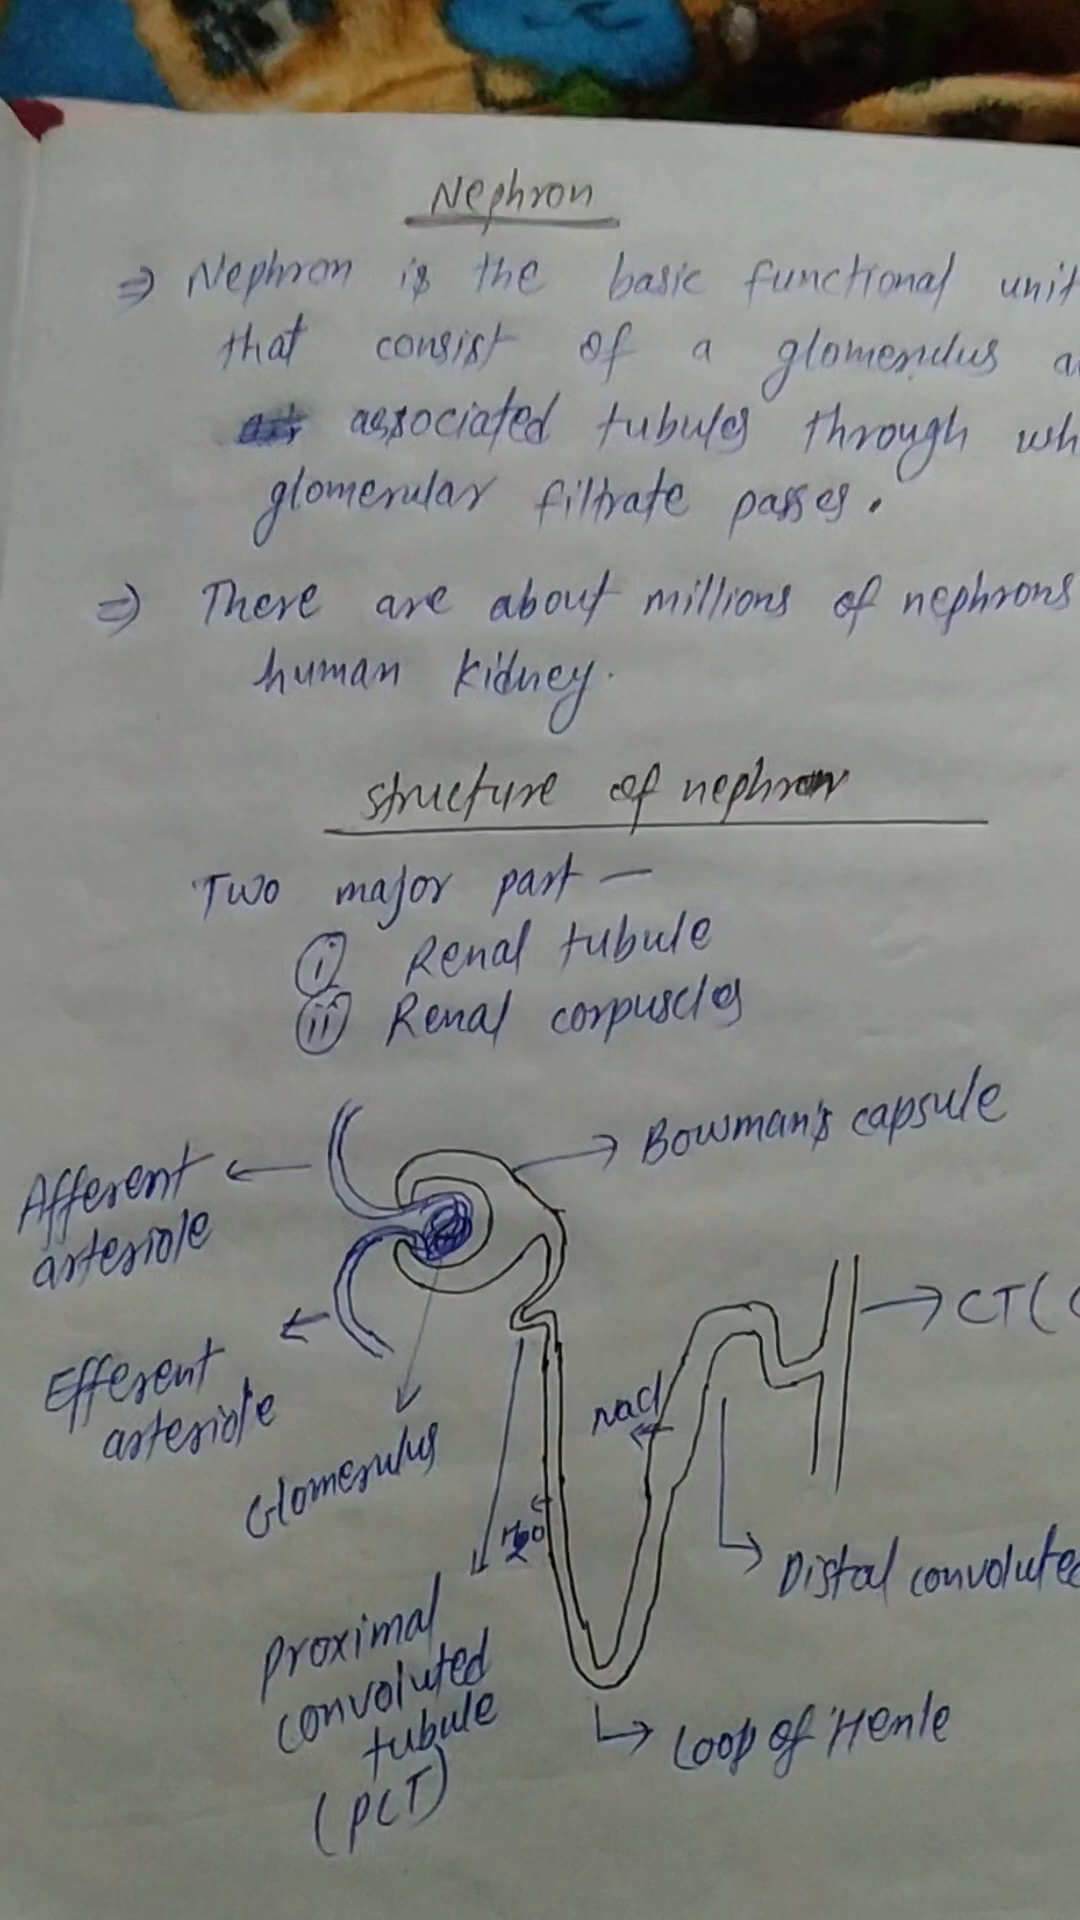 Nephron
⇒ Nephron is the basic functional unit
that consist of a glomerulus
associated tubules through
glomerular filtrate passes.
⇒ There are about millions of nephrons
human kidney.
structure of nephron
Two major part —
(i) Renal tubule
(ii) Renal corpuscles
Bowman's capsule
Afferent
arteriole
CT(
Efferent
arteriole
NaCl
Glomerulus
H2O
Distal convoluted
Proximal
convoluted
tubule
(PCT)
Loop of Henle